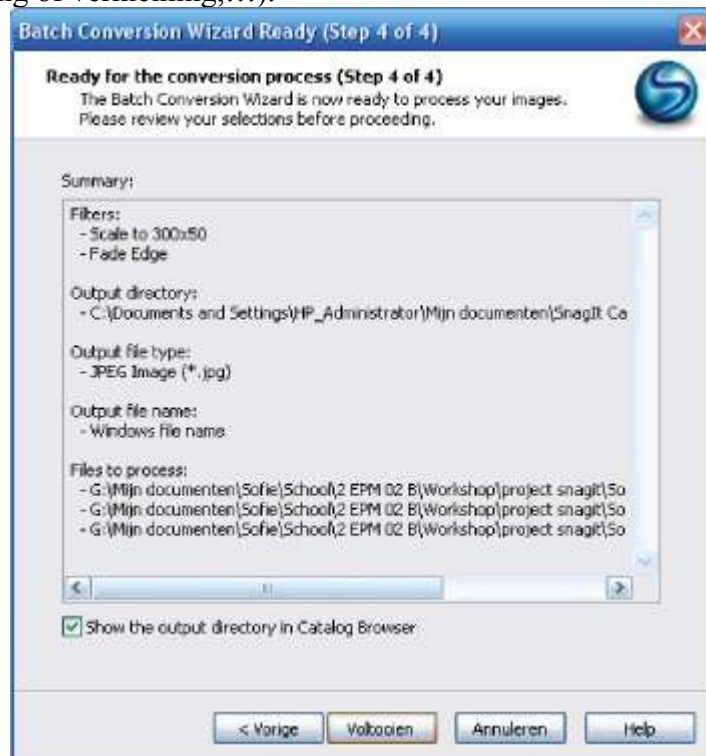 ng of vermenning,…).
Batch Conversion Wizard Ready (Step 4 of 4)
Ready for the conversion process (Step 4 of 4)
The Batch Conversion Wizard is now ready to process your images.
Please review your selections before proceeding.
Summary:
Filters:
- Scale to 300x50
- Fade Edge
Output directory:
- C:\Documents and Settings\HP_Administrator\Mijn documenten\SnagIt Ca
Output file type:
- JPEG Image (*.jpg)
Output file name:
- Windows file name
Files to process:
- G:\Mijn documenten\Sofie\School\2 EPM 02 B\Workshop\project snagit\So
- G:\Mijn documenten\Sofie\School\2 EPM 02 B\Workshop\project snagit\So
- G:\Mijn documenten\Sofie\School\2 EPM 02 B\Workshop\project snagit\So
Show the output directory in Catalog Browser
< Vorige Voltooien Annuleren Help